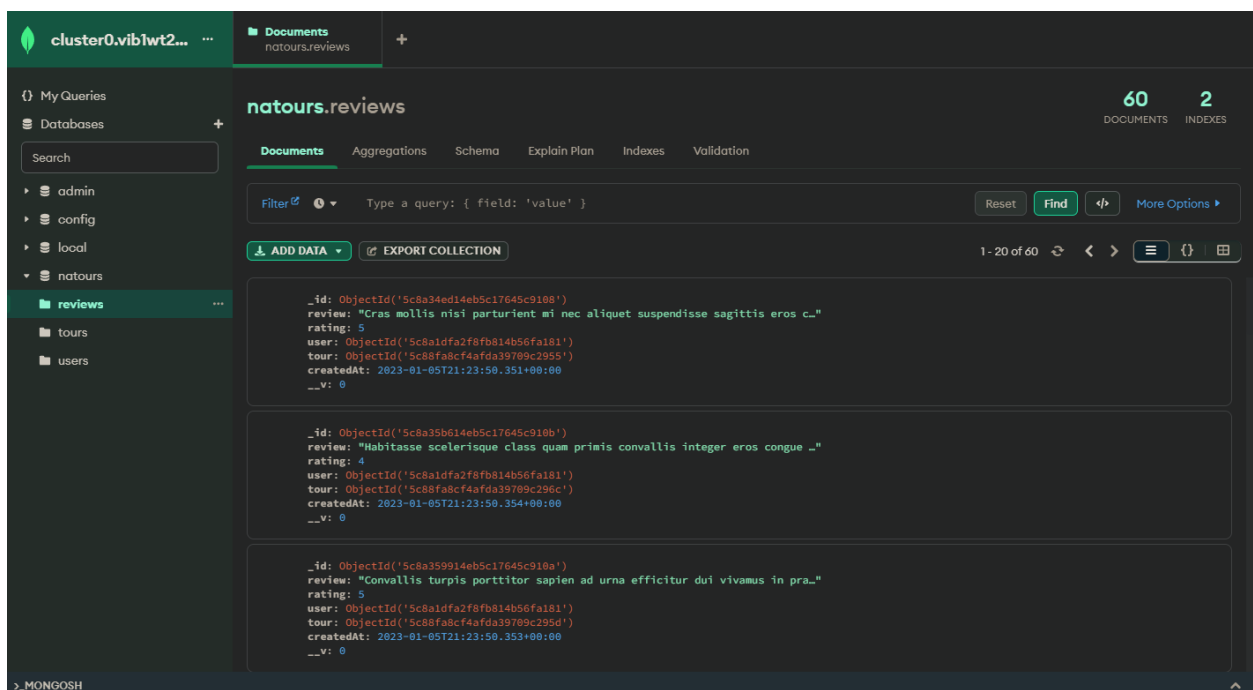 cluster0.vib1wt2... ...
Documents
natours.reviews
+
{} My Queries
Databases +
Search
admin
config
local
natours
reviews ...
tours
users
natours.reviews
60 2
DOCUMENTS INDEXES
Documents Aggregations Schema Explain Plan Indexes Validation
Filter Type a query: { field: 'value' } Reset Find </> More Options
ADD DATA EXPORT COLLECTION 1 - 20 of 60 {}
_id: ObjectId('5c8a34ed14eb5c17645c9108')
review: "Cras mollis nisi parturient mi nec aliquet suspendisse sagittis eros c…"
rating: 5
user: ObjectId('5c8a1dfa2f8fb814b56fa181')
tour: ObjectId('5c88fa8cf4afda39709c2955')
createdAt: 2023-01-05T21:23:50.351+00:00
__v: 0
_id: ObjectId('5c8a35b614eb5c17645c910b')
review: "Habitasse scelerisque class quam primis convallis integer eros congue …"
rating: 4
user: ObjectId('5c8a1dfa2f8fb814b56fa181')
tour: ObjectId('5c88fa8cf4afda39709c296c')
createdAt: 2023-01-05T21:23:50.354+00:00
__v: 0
_id: ObjectId('5c8a359914eb5c17645c910a')
review: "Convallis turpis porttitor sapien ad urna efficitur dui vivamus in pra…"
rating: 5
user: ObjectId('5c8a1dfa2f8fb814b56fa181')
tour: ObjectId('5c88fa8cf4afda39709c295d')
createdAt: 2023-01-05T21:23:50.353+00:00
__v: 0
>_MONGOSH